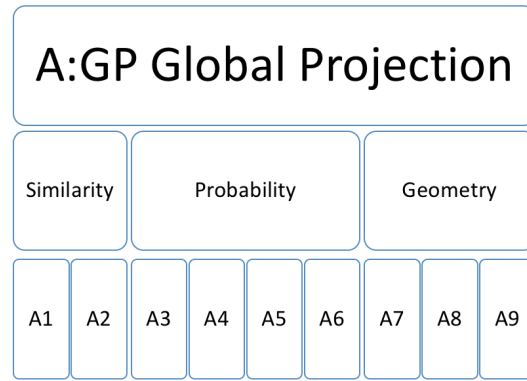 A:GP Global Projection
Similarity Probability Geometry
A1 A2 A3 A4 A5 A6 A7 A8 A9